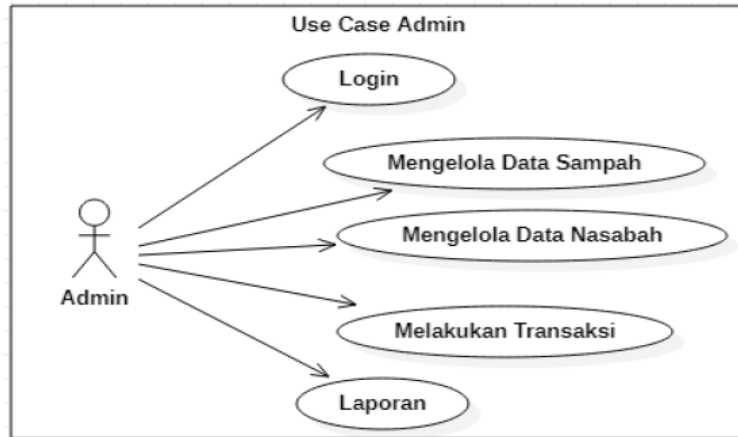 Use Case Admin
Login
Mengelola Data Sampah
Mengelola Data Nasabah
Admin
Melakukan Transaksi
Laporan